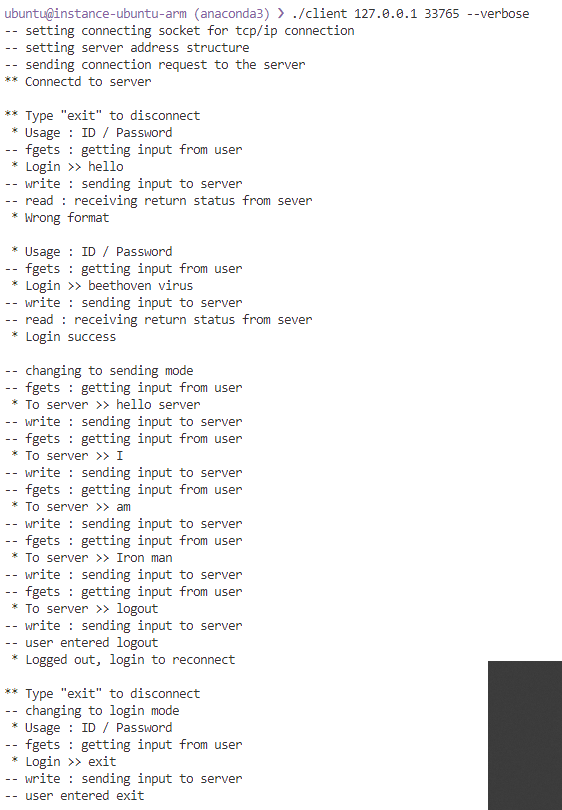 ubuntu@instance-ubuntu-arm (anaconda3) ❯ ./client 127.0.0.1 33765 --verbose
-- setting connecting socket for tcp/ip connection
-- setting server address structure
-- sending connection request to the server
** Connectd to server

** Type "exit" to disconnect
 * Usage : ID / Password
-- fgets : getting input from user
 * Login >> hello
-- write : sending input to server
-- read : receiving return status from sever
 * Wrong format

 * Usage : ID / Password
-- fgets : getting input from user
 * Login >> beethoven virus
-- write : sending input to server
-- read : receiving return status from sever
 * Login success

-- changing to sending mode
-- fgets : getting input from user
 * To server >> hello server
-- write : sending input to server
-- fgets : getting input from user
 * To server >> I
-- write : sending input to server
-- fgets : getting input from user
 * To server >> am
-- write : sending input to server
-- fgets : getting input from user
 * To server >> Iron man
-- write : sending input to server
-- fgets : getting input from user
 * To server >> logout
-- write : sending input to server
-- user entered logout
 * Logged out, login to reconnect

** Type "exit" to disconnect
-- changing to login mode
 * Usage : ID / Password
-- fgets : getting input from user
 * Login >> exit
-- write : sending input to server
-- user entered exit